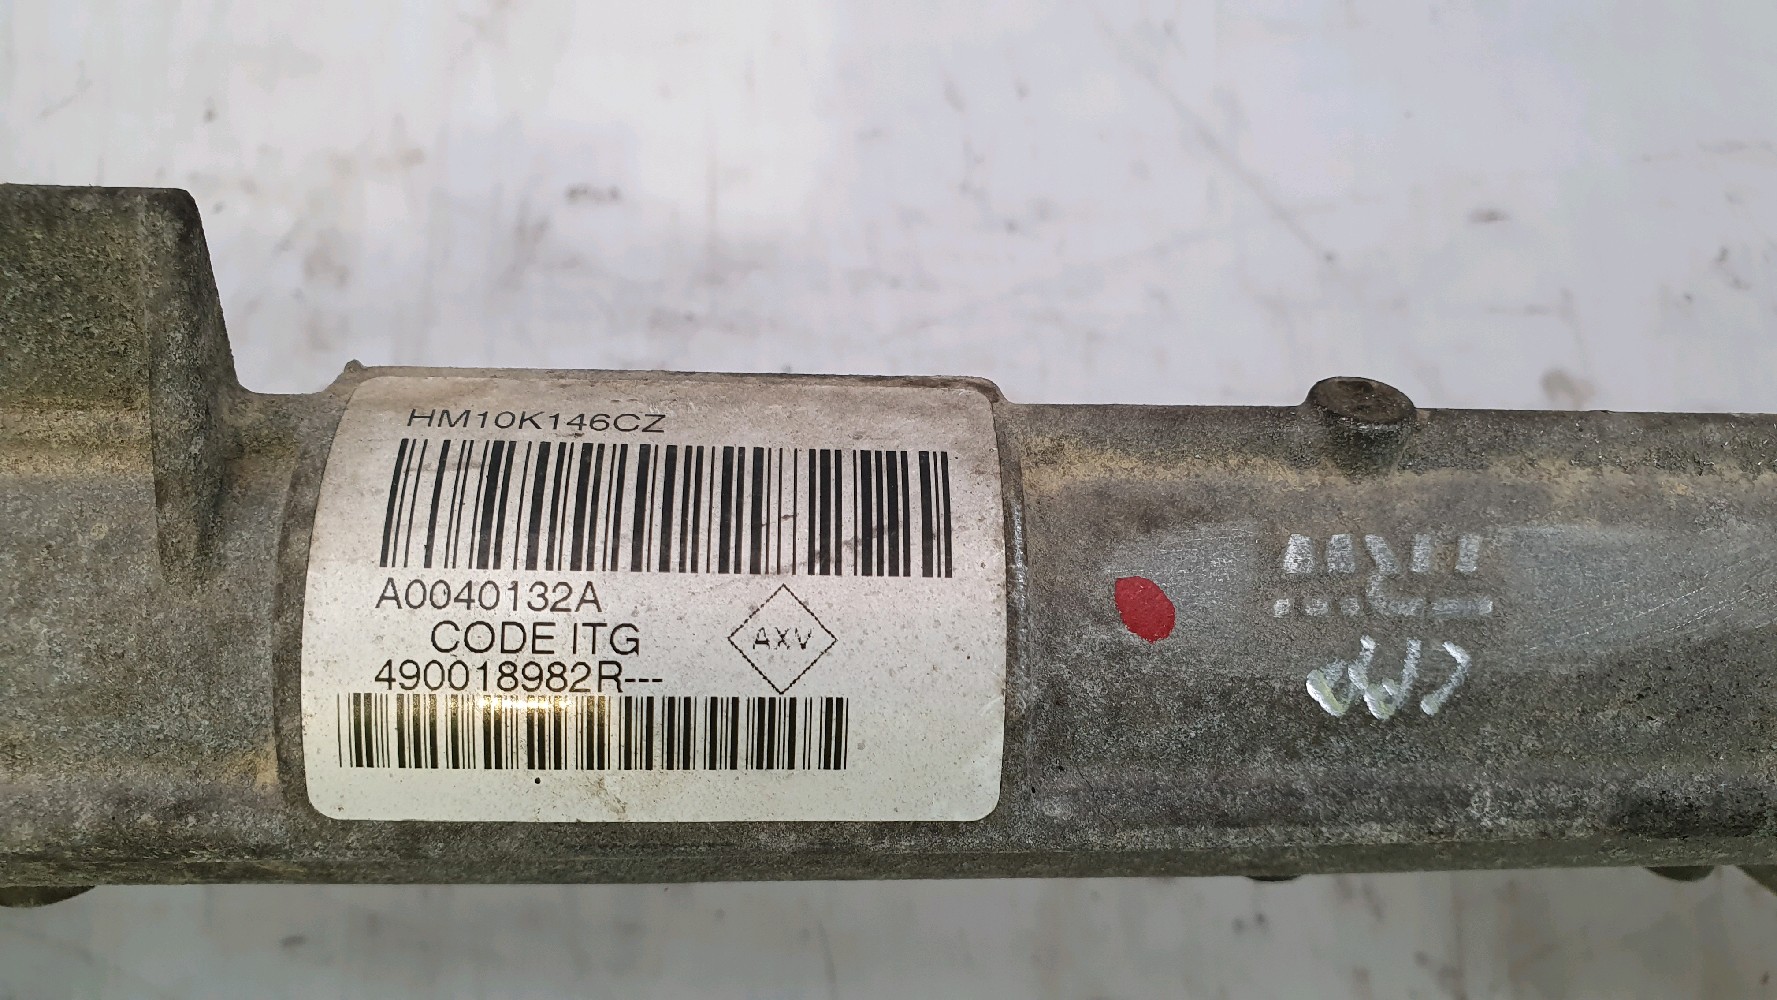 HM10K146CZ
A0040132A
CODE ITG
AXV
490018982R---